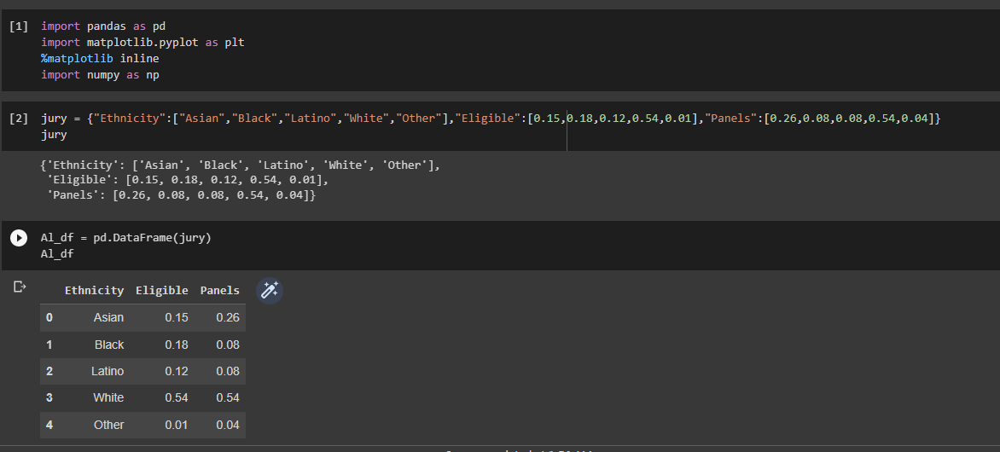 [1] import pandas as pd
import matplotlib.pyplot as plt
%matplotlib inline
import numpy as np
[2] jury = {"Ethnicity":["Asian","Black","Latino","White","Other"],"Eligible":[0.15,0.18,0.12,0.54,0.01],"Panels":[0.26,0.08,0.08,0.54,0.04]}
jury
{'Ethnicity': ['Asian', 'Black', 'Latino', 'White', 'Other'],
'Eligible': [0.15, 0.18, 0.12, 0.54, 0.01],
'Panels': [0.26, 0.08, 0.08, 0.54, 0.04]}
Al_df = pd.DataFrame(jury)
Al_df
Ethnicity Eligible Panels
0 Asian 0.15 0.26
1 Black 0.18 0.08
2 Latino 0.12 0.08
3 White 0.54 0.54
4 Other 0.01 0.04